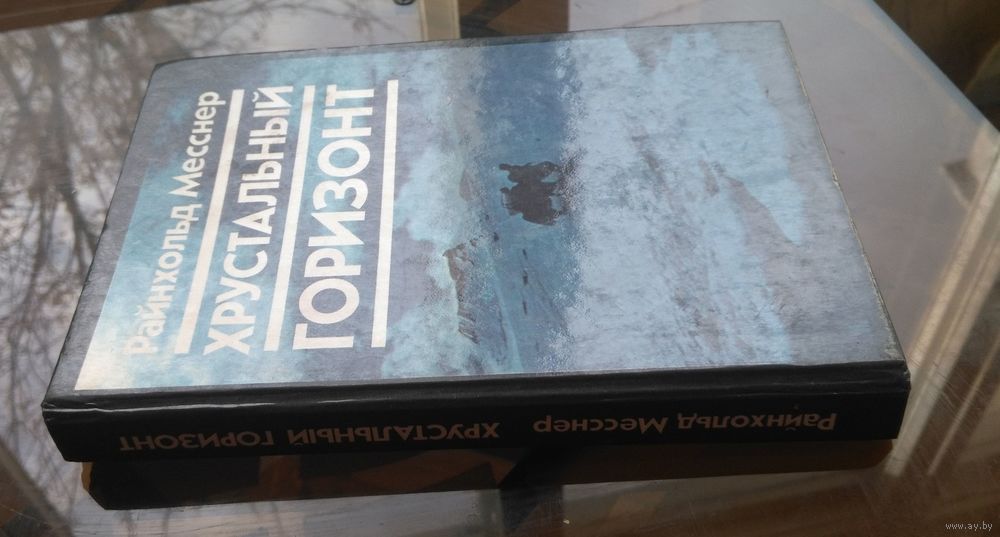 Райнхольд Месснер
ХРУСТАЛЬНЫЙ
ГОРИЗОНТ
Райнхольд Месснер ХРУСТАЛЬНЫЙ ГОРИЗОНТ
www.ay.by